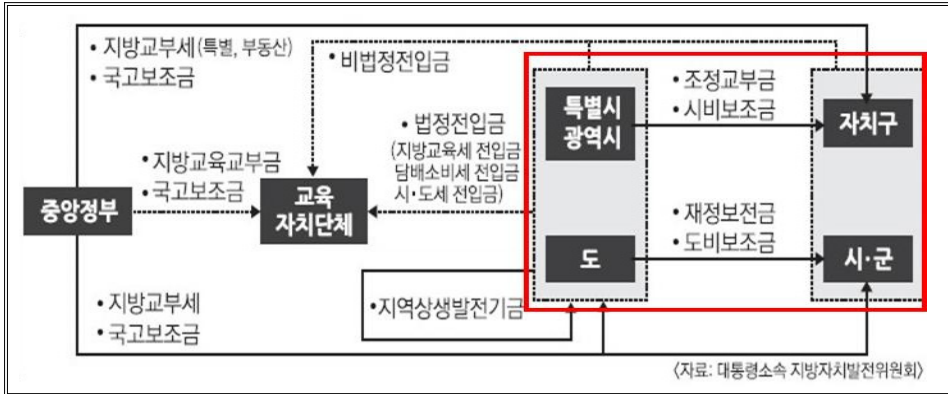 • 지방교부세(특별, 부동산)
• 국고보조금
• 비법정전입금
• 조정교부금
• 시비보조금
특별시
광역시
자치구
• 법정전입금
(지방교육세 전입금
담배소비세 전입금
시·도세 전입금)
• 지방교육교부금
• 국고보조금
중앙정부
교육
자치단체
• 재정보전금
• 도비보조금
도
시·군
• 지방교부세
• 국고보조금
• 지역상생발전기금
〈자료: 대통령소속 지방자치발전위원회〉